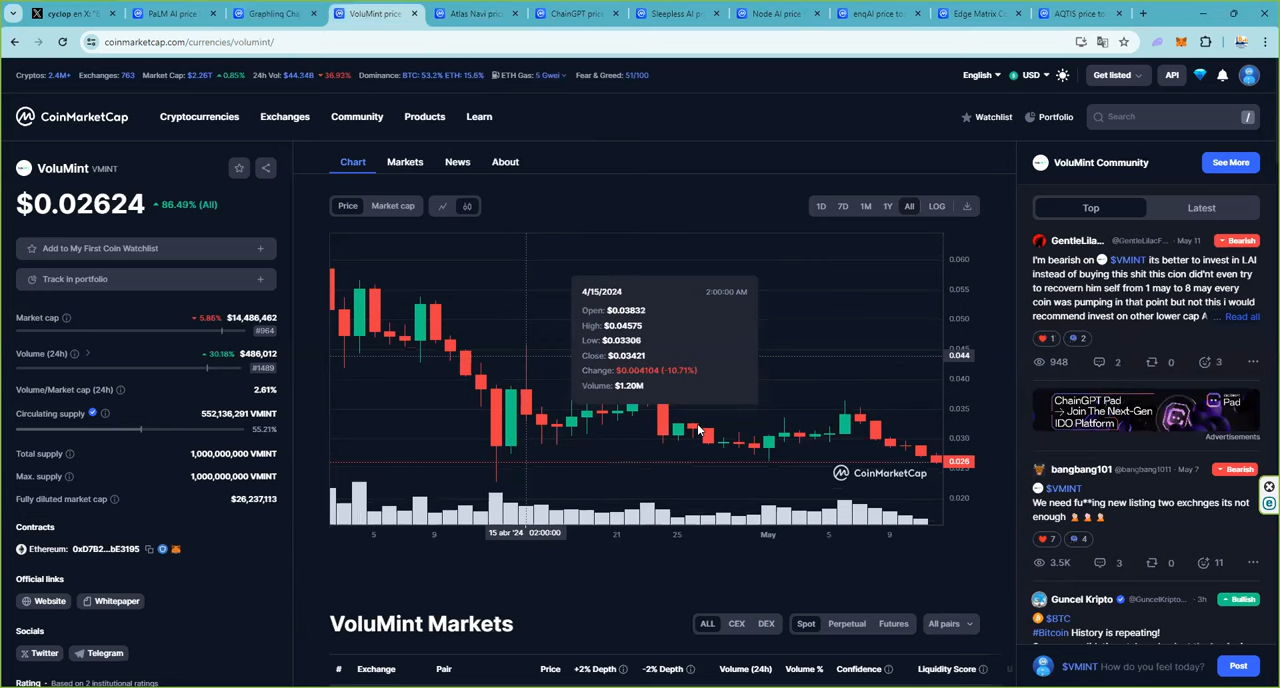 cyclop en X: "8
PaLM AI price
Graphlinq Cha
VoluMint price
Atlas Navi price
ChainGPT price
Sleepless AI p
Node AI price
enqAI price to
Edge Matrix C
AQTIS price to
coinmarketcap.com/currencies/volumint/
Cryptos: 2.4M+ Exchanges: 763 Market Cap: $2.26T 0.85% 24h Vol: $44.34B 36.93% Dominance: BTC: 53.2% ETH: 15.6% ETH Gas: 5 Gwei Fear & Greed: 51/100
English USD Get listed API
CoinMarketCap
Cryptocurrencies Exchanges Community Products Learn
Watchlist Portfolio Search /
VoluMint VMINT
$0.02624 86.49% (All)
Add to My First Coin Watchlist +
Track in portfolio +
Market cap 5.86% $14,486,462
#964
Volume (24h) 30.18% $486,012
#1489
Volume/Market cap (24h) 2.61%
Circulating supply 552,136,291 VMINT
55.21%
Total supply 1,000,000,000 VMINT
Max. supply 1,000,000,000 VMINT
Fully diluted market cap $26,237,113
Contracts
Ethereum: 0xD7B2...bE3195
Official links
Website Whitepaper
Socials
Twitter Telegram
Rating · Based on 2 institutional ratings
Chart Markets News About
Price Market cap
1D 7D 1M 1Y All LOG
4/15/2024 2:00:00 AM
Open: $0.03832
High: $0.04575
Low: $0.03306
Close: $0.03421
Change: $0.004104 (-10.71%)
Volume: $1.20M
0.060
0.055
0.050
0.045
0.044
0.040
0.035
0.030
0.026
0.020
CoinMarketCap
5 9 15 abr '24 02:00:00 21 25 May 5 9
VoluMint Markets
ALL CEX DEX Spot Perpetual Futures All pairs
# Exchange Pair Price +2% Depth -2% Depth Volume (24h) Volume % Confidence Liquidity Score
VoluMint Community See More
Top Latest
GentleLila... @GentleLilacF... · May 11 Bearish
I'm bearish on $VMINT its better to invest in LAI
instead of buying this shit this cion did'nt even try
to recovern him self from 1 may to 8 may every
coin was pumping in that point but not this i would
recommend invest on other lower cap A ... Read all
1 2
948 2 0 3
ChainGPT Pad
→ Join The Next-Gen
IDO Platform
Pad
Advertisements
bangbang101 @bangbang1011 · May 7 Bearish
$VMINT
We need fu**ing new listing two exchnges its not
enough
7 4
3.5K 3 0 11
Guncel Kripto @GuncelKripto... · 3h Bullish
$BTC
#Bitcoin History is repeating!
$VMINT How do you feel today? Post